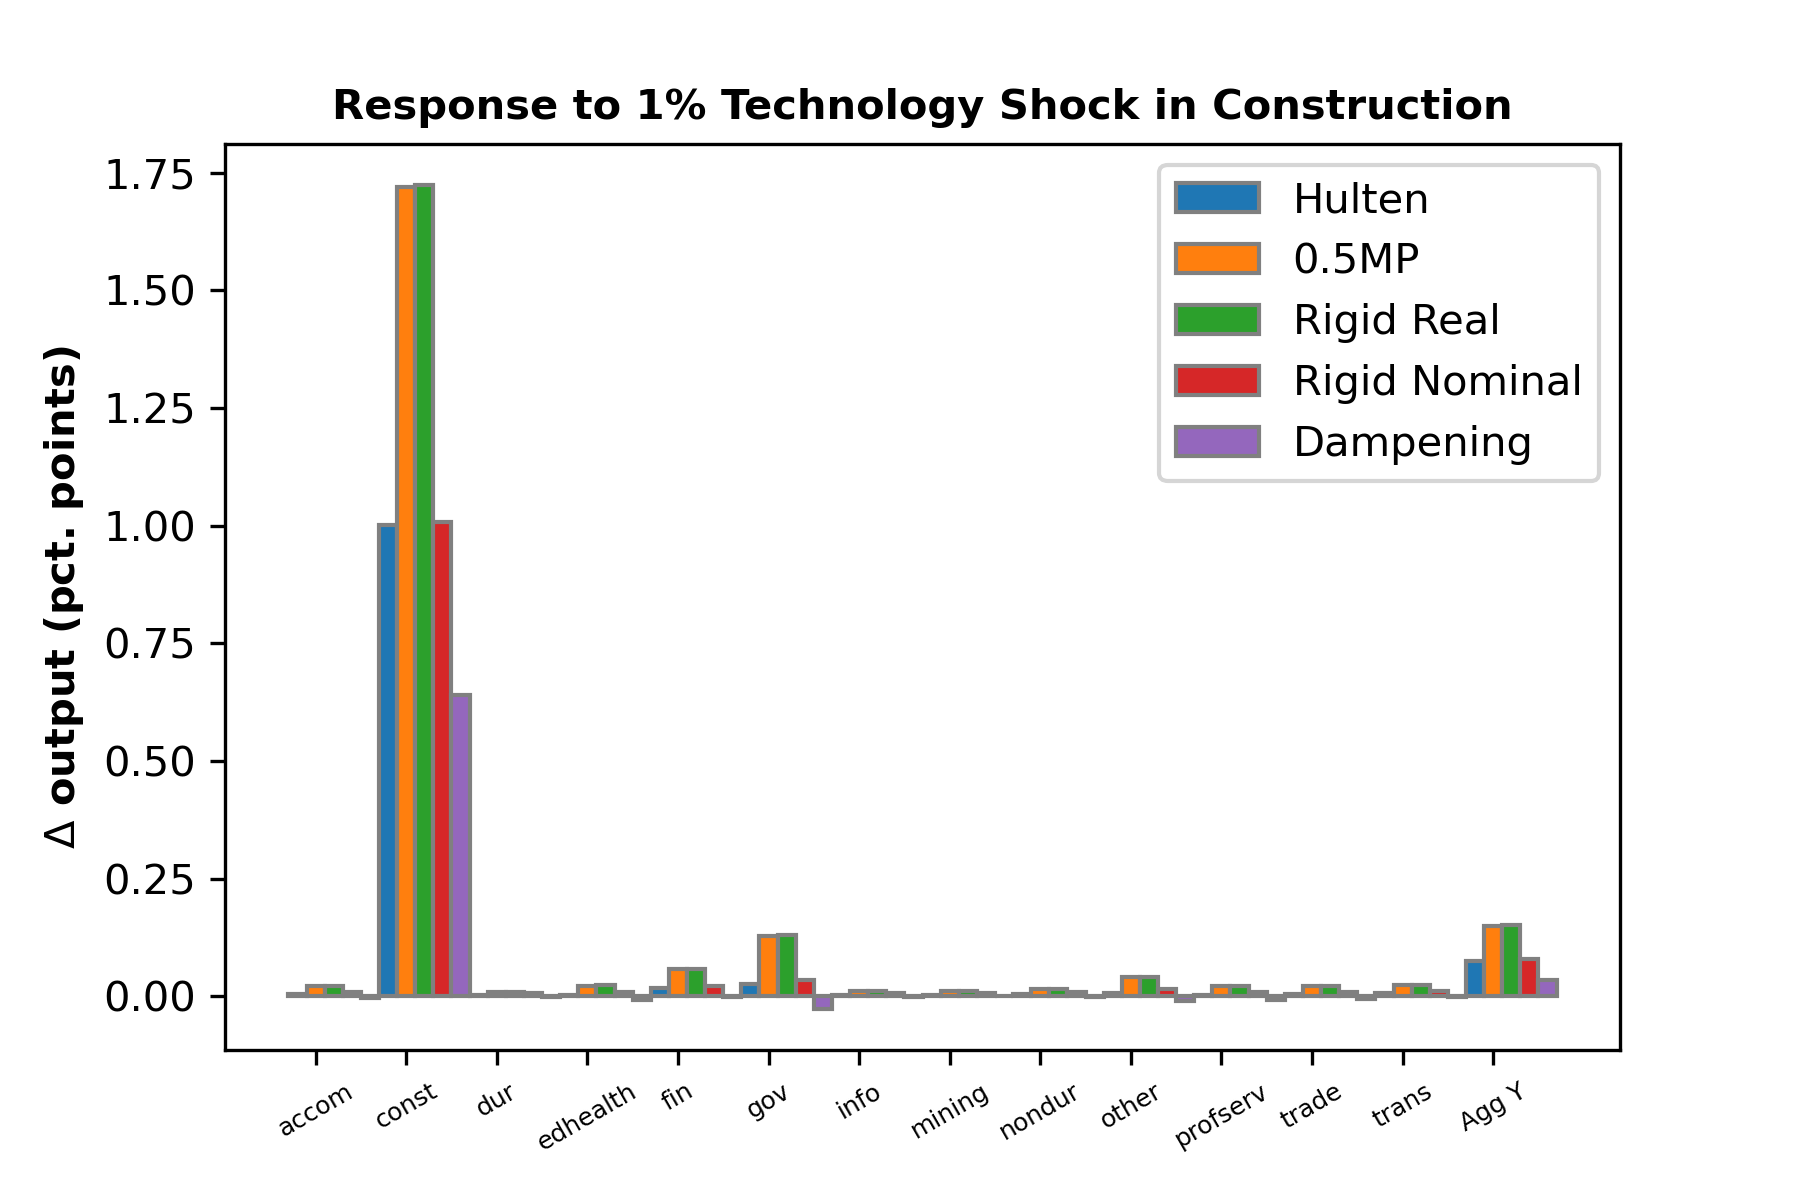 Response to 1% Technology Shock in Construction
Δ output (pct. points)
1.75
1.50
1.25
1.00
0.75
0.50
0.25
0.00
Hulten
0.5MP
Rigid Real
Rigid Nominal
Dampening
accom
const
dur
edhealth
fin
gov
info
mining
nondur
other
profserv
trade
trans
Agg Y